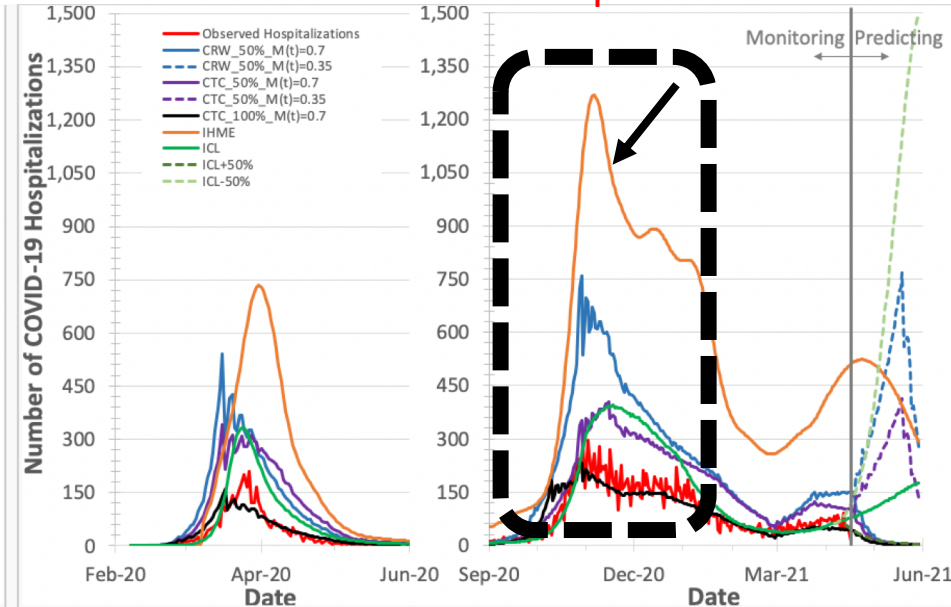 1,500
1,350
1,200
1,050
900
750
600
450
300
150
0
Number of COVID-19 Hospitalizations
Observed Hospitalizations
CRW_50%_M(t)=0.7
CRW_50%_M(t)=0.35
CTC_50%_M(t)=0.7
CTC_50%_M(t)=0.35
CTC_100%_M(t)=0.7
IHME
ICL
ICL+50%
ICL-50%
Feb-20 Apr-20 Jun-20
Date
1,500
1,350
1,200
1,050
900
750
600
450
300
150
0
Monitoring Predicting
Sep-20 Dec-20 Mar-21 Jun-21
Date